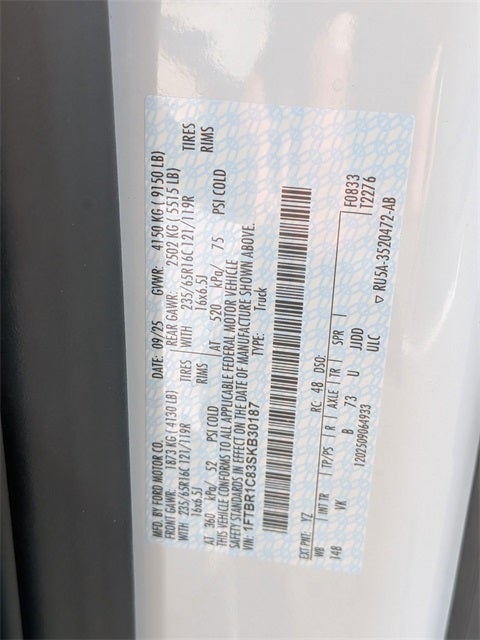 MFD. BY FORD MOTOR CO.
DATE: 09/25 GVWR: 4150 KG ( 9150 LB)
FRONT GAWR: 1873 KG ( 4130 LB) REAR GAWR: 2502 KG ( 5515 LB)
WITH 235/65R16C 121/119R TIRES WITH 235/65R16C 121/119R TIRES
16x6.5J RIMS 16x6.5J RIMS
AT 360 kPa/ 52 PSI COLD AT 520 kPa/ 75 PSI COLD
THIS VEHICLE CONFORMS TO ALL APPLICABLE FEDERAL MOTOR VEHICLE
SAFETY STANDARDS IN EFFECT ON THE DATE OF MANUFACTURE SHOWN ABOVE.
VIN: 1FTBR1C83SKB30187 TYPE: Truck
F0833
T2276
EXT PNT: YZ RC: 48 DSO:
WB INT TR TP/PS R AXLE TR SPR
148 VK B 73 U JJDD
ULC
1202509064933 RU5A-3520472-AB